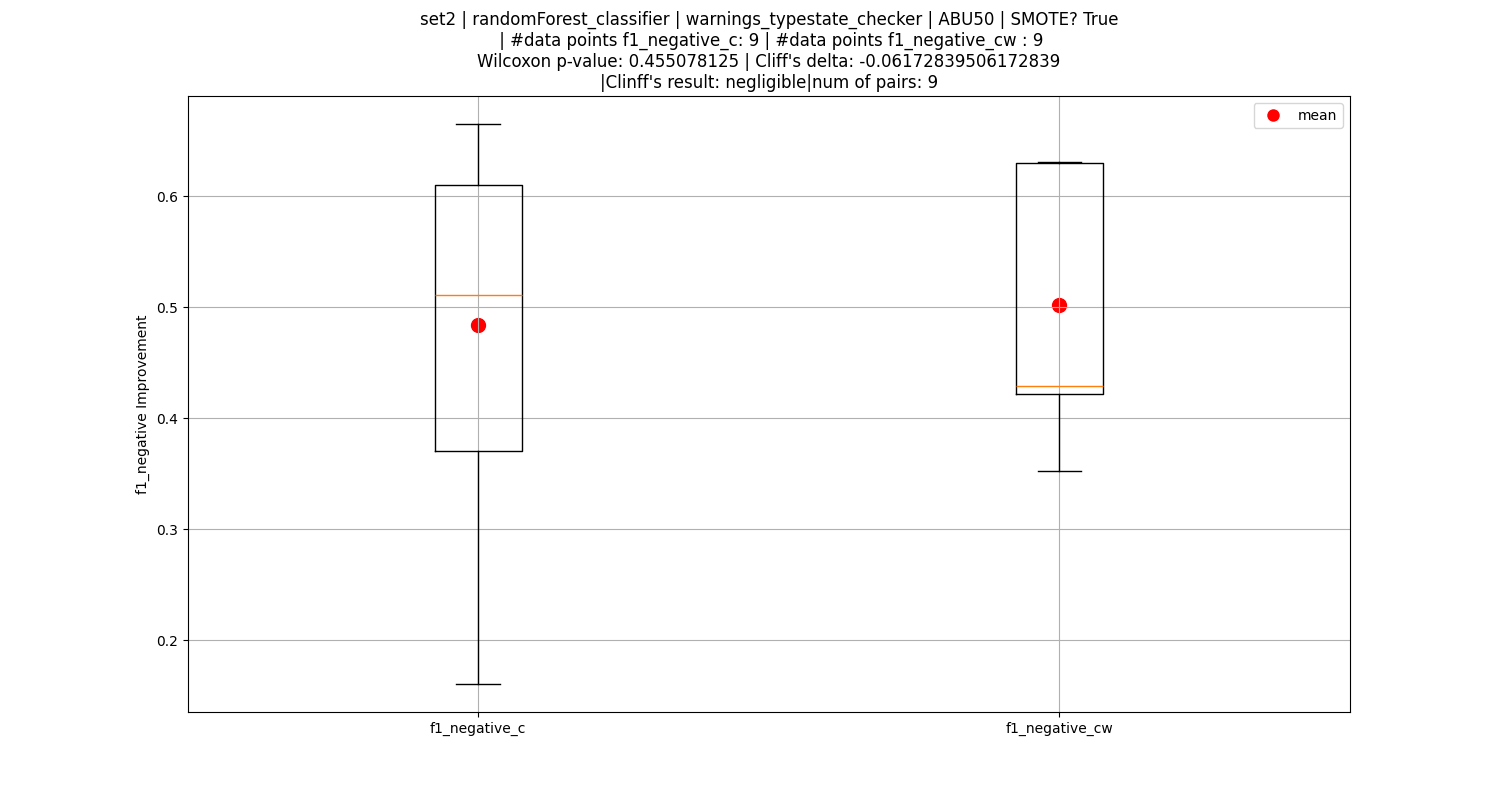 set2 | randomForest_classifier | warnings_typestate_checker | ABU50 | SMOTE? True
| #data points f1_negative_c: 9 | #data points f1_negative_cw : 9
Wilcoxon p-value: 0.455078125 | Cliff's delta: -0.06172839506172839
|Clinff's result: negligible|num of pairs: 9
mean
0.6
0.5
0.4
0.3
0.2
f1_negative Improvement
f1_negative_c
f1_negative_cw